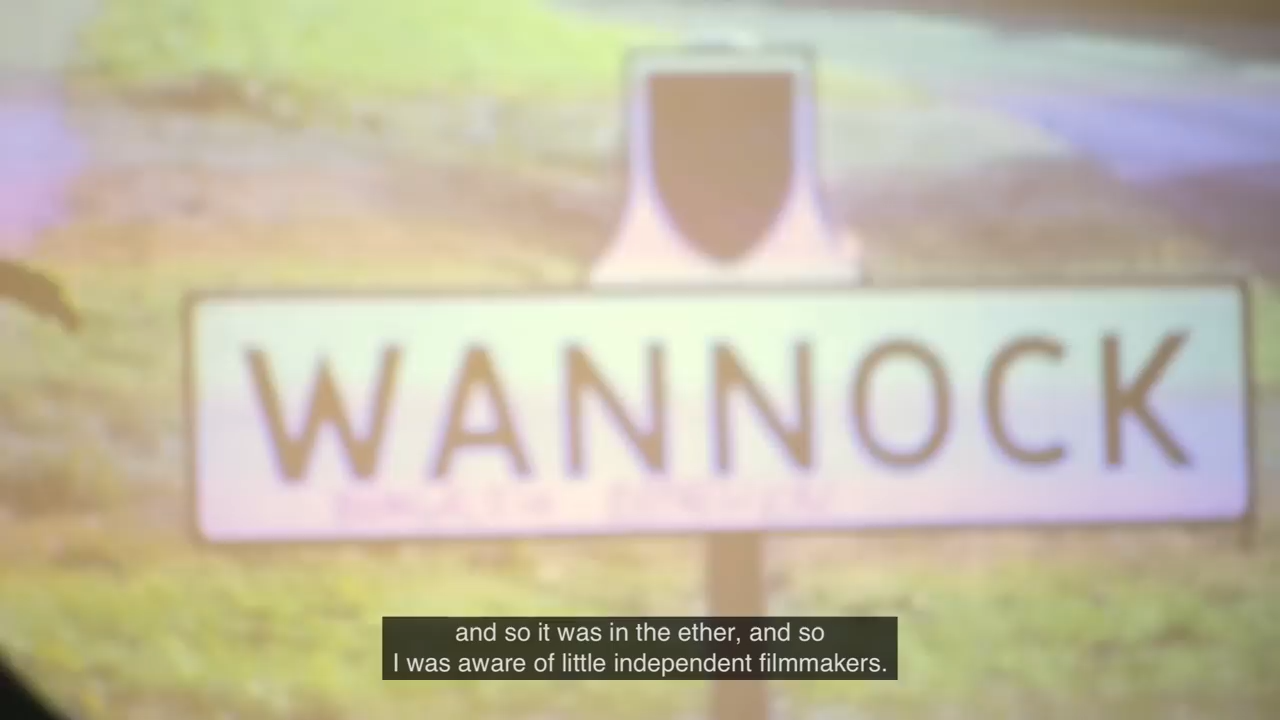 WANNOCK
and so it was in the ether, and so
I was aware of little independent filmmakers.